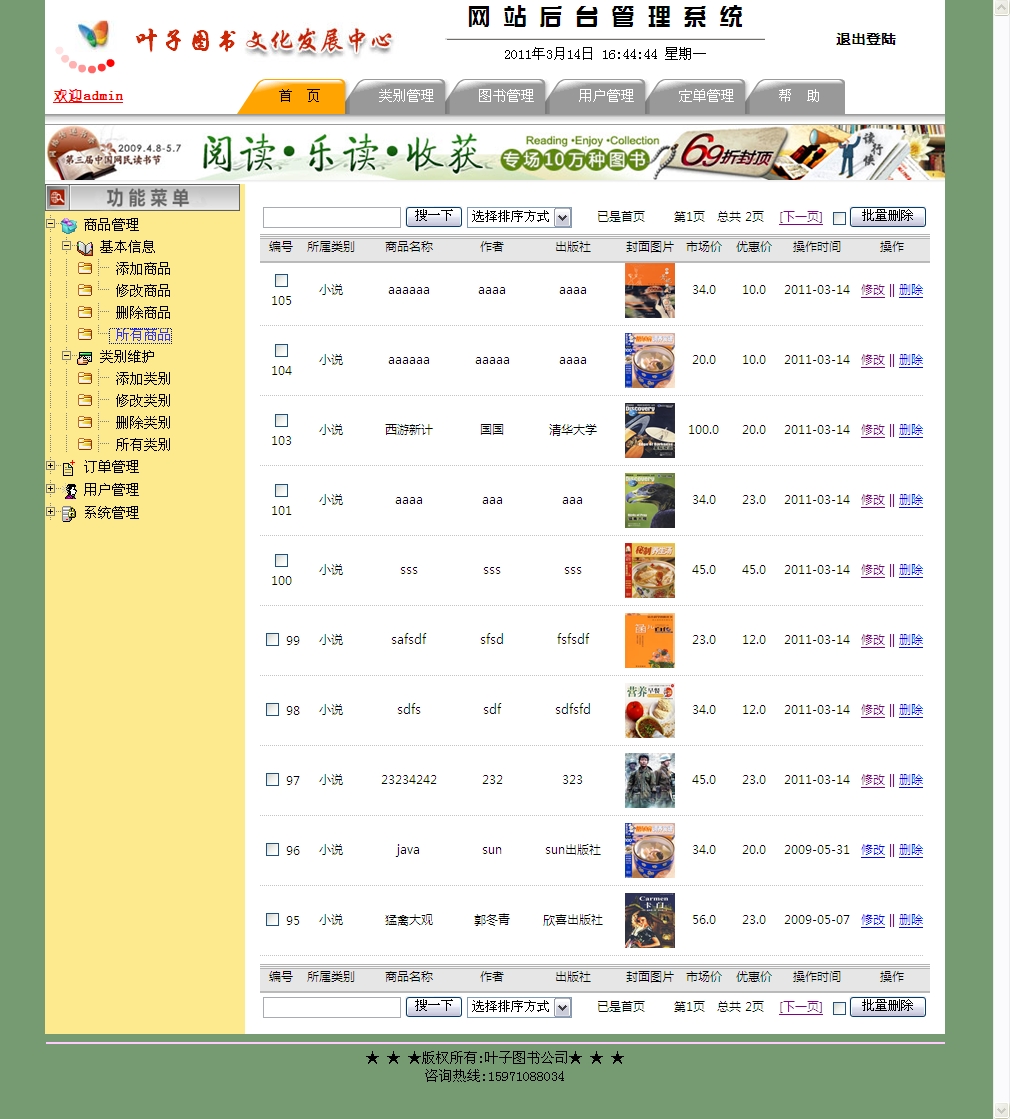 网 站 后 台 管 理 系 统
叶子图书文化发展中心
2011年3月14日 16:44:44 星期一
退出登陆
欢迎admin
首 页 类别管理 图书管理 用户管理 定单管理 帮 助
2009.4.8-5.7
第三届中国网民读书节
阅读•乐读•收获
Reading •Enjoy •Collection
专场10万种图书
69折封顶
功能菜单
商品管理
基本信息
添加商品
修改商品
删除商品
所有商品
类别维护
添加类别
修改类别
删除类别
所有类别
订单管理
用户管理
系统管理
搜一下 选择排序方式 已是首页 第1页 总共 2页 [下一页] 批量删除
编号 所属类别 商品名称 作者 出版社 封面图片 市场价 优惠价 操作时间 操作
105 小说 aaaaaa aaaa aaaa 34.0 10.0 2011-03-14 修改 || 删除
104 小说 aaaaaa aaaaa aaaa 20.0 10.0 2011-03-14 修改 || 删除
103 小说 西游新计 国国 清华大学 Discovery 100.0 20.0 2011-03-14 修改 || 删除
101 小说 aaaa aaa aaa Discovery 34.0 23.0 2011-03-14 修改 || 删除
100 小说 sss sss sss 45.0 45.0 2011-03-14 修改 || 删除
99 小说 safsdf sfsd fsfsdf 23.0 12.0 2011-03-14 修改 || 删除
98 小说 sdfs sdf sdfsfd 营养早餐 34.0 12.0 2011-03-14 修改 || 删除
97 小说 23234242 232 323 45.0 23.0 2011-03-14 修改 || 删除
96 小说 java sun sun出版社 34.0 20.0 2009-05-31 修改 || 删除
95 小说 猛禽大观 郭冬青 欣喜出版社 Carmen 卡门 56.0 23.0 2009-05-07 修改 || 删除
编号 所属类别 商品名称 作者 出版社 封面图片 市场价 优惠价 操作时间 操作
搜一下 选择排序方式 已是首页 第1页 总共 2页 [下一页] 批量删除
★ ★ ★版权所有:叶子图书公司★ ★ ★
咨询热线:15971088034